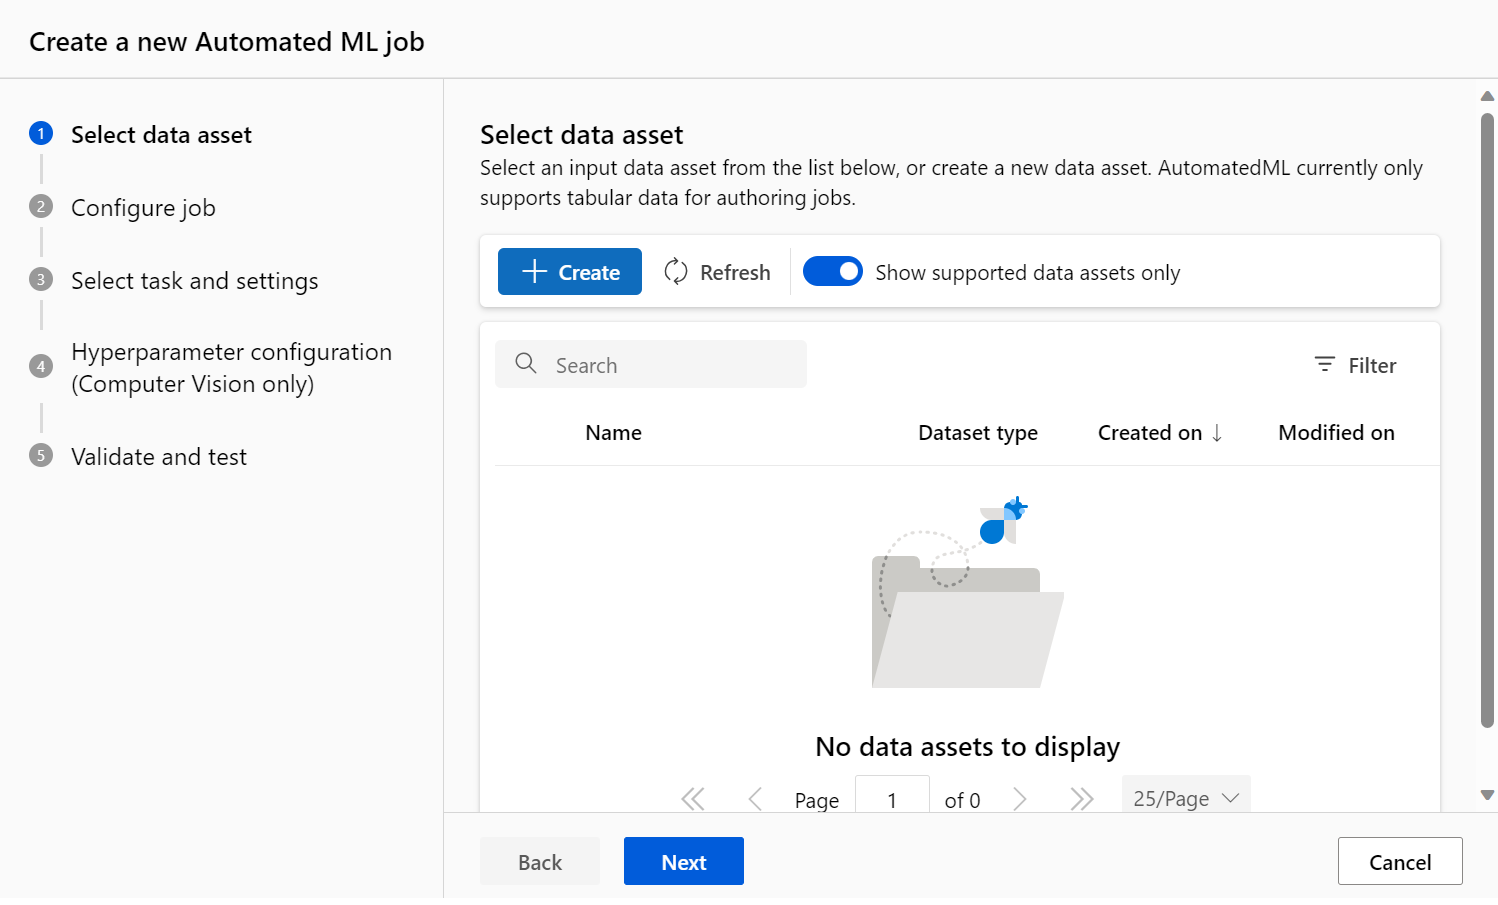 Create a new Automated ML job
1 Select data asset
2 Configure job
3 Select task and settings
4 Hyperparameter configuration
(Computer Vision only)
5 Validate and test
Select data asset
Select an input data asset from the list below, or create a new data asset. AutomatedML currently only
supports tabular data for authoring jobs.
Create Refresh Show supported data assets only
Search Filter
Name Dataset type Created on Modified on
No data assets to display
Page 1 of 0 25/Page
Back Next Cancel